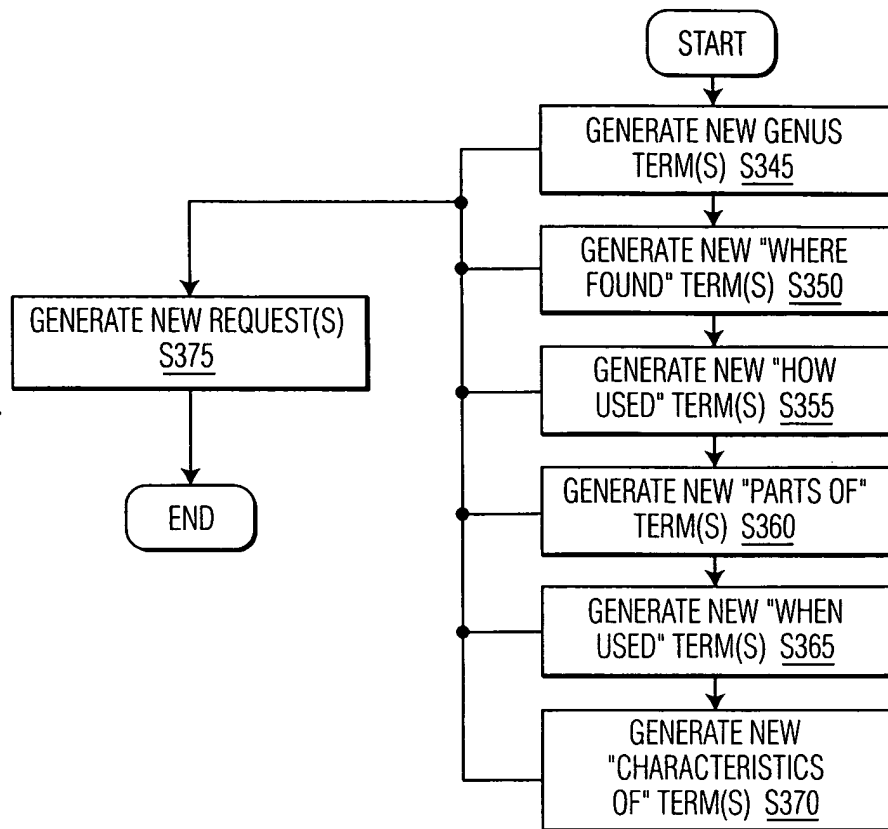 START
GENERATE NEW GENUS
TERM(S) S345
GENERATE NEW "WHERE
FOUND" TERM(S) S350
GENERATE NEW REQUEST(S)
S375
GENERATE NEW "HOW
USED" TERM(S) S355
GENERATE NEW "PARTS OF"
TERM(S) S360
END
GENERATE NEW "WHEN
USED" TERM(S) S365
GENERATE NEW
"CHARACTERISTICS
OF" TERM(S) S370